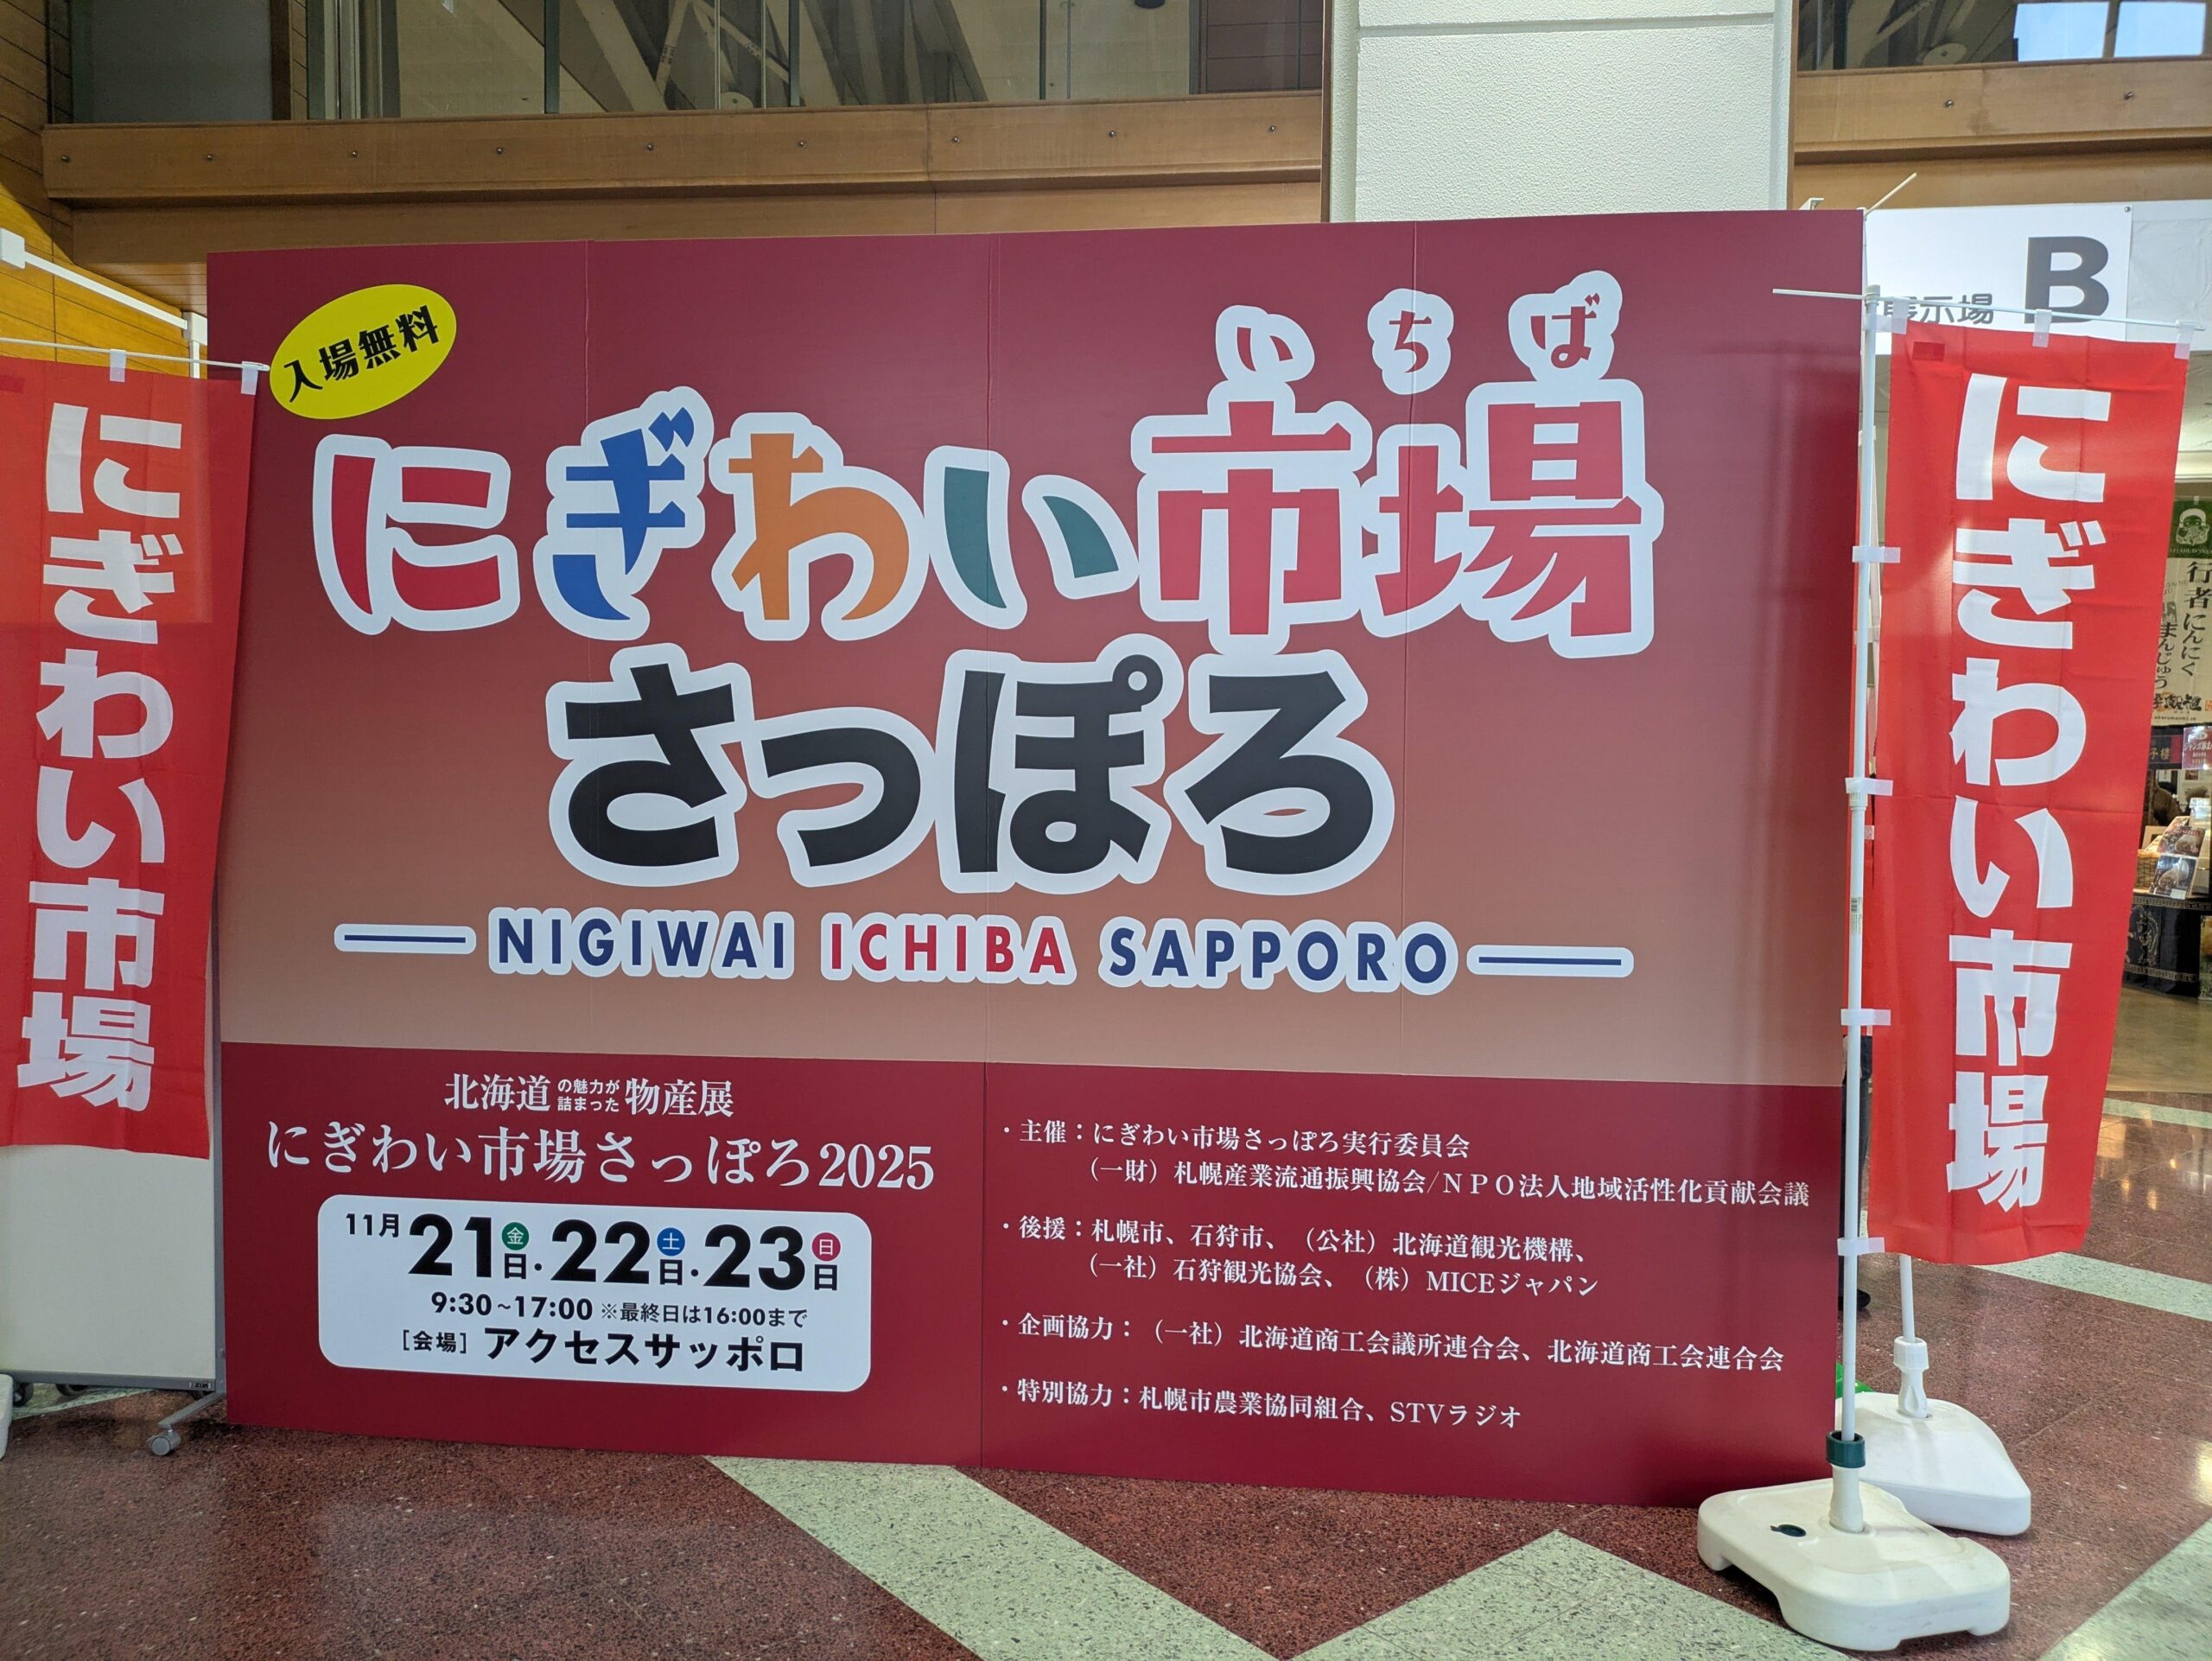 入場無料
いちば
にぎわい市場
さっぽろ
NIGIWAI ICHIBA SAPPORO
北海道の魅力が詰まった物産展
にぎわい市場さっぽろ2025
11月21日金・22日土・23日日
9:30~17:00 ※最終日は16:00まで
[会場] アクセスサッポロ
・主催：にぎわい市場さっぽろ実行委員会
（一財）札幌産業流通振興協会/ＮＰＯ法人地域活性化貢献会議
・後援：札幌市、石狩市、（公社）北海道観光機構、
（一社）石狩観光協会、（株）MICEジャパン
・企画協力：（一社）北海道商工会議所連合会、北海道商工会連合会
・特別協力：札幌市農業協同組合、STVラジオ
にぎわい市場
にぎわい市場
展示場 B
行者にんにく
まんじゅう